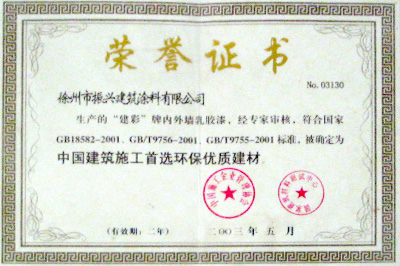 荣誉证书
No. 03130
徐州市振兴建筑涂料有限公司
生产的“建彩”牌内外墙乳胶漆，经专家审核，符合国家
GB18582-2001、GB/T9756-2001、GB/T9755-2001标准，被确定为
中国建筑施工首选环保优质建材
(有效期：二年)
二00三年五月